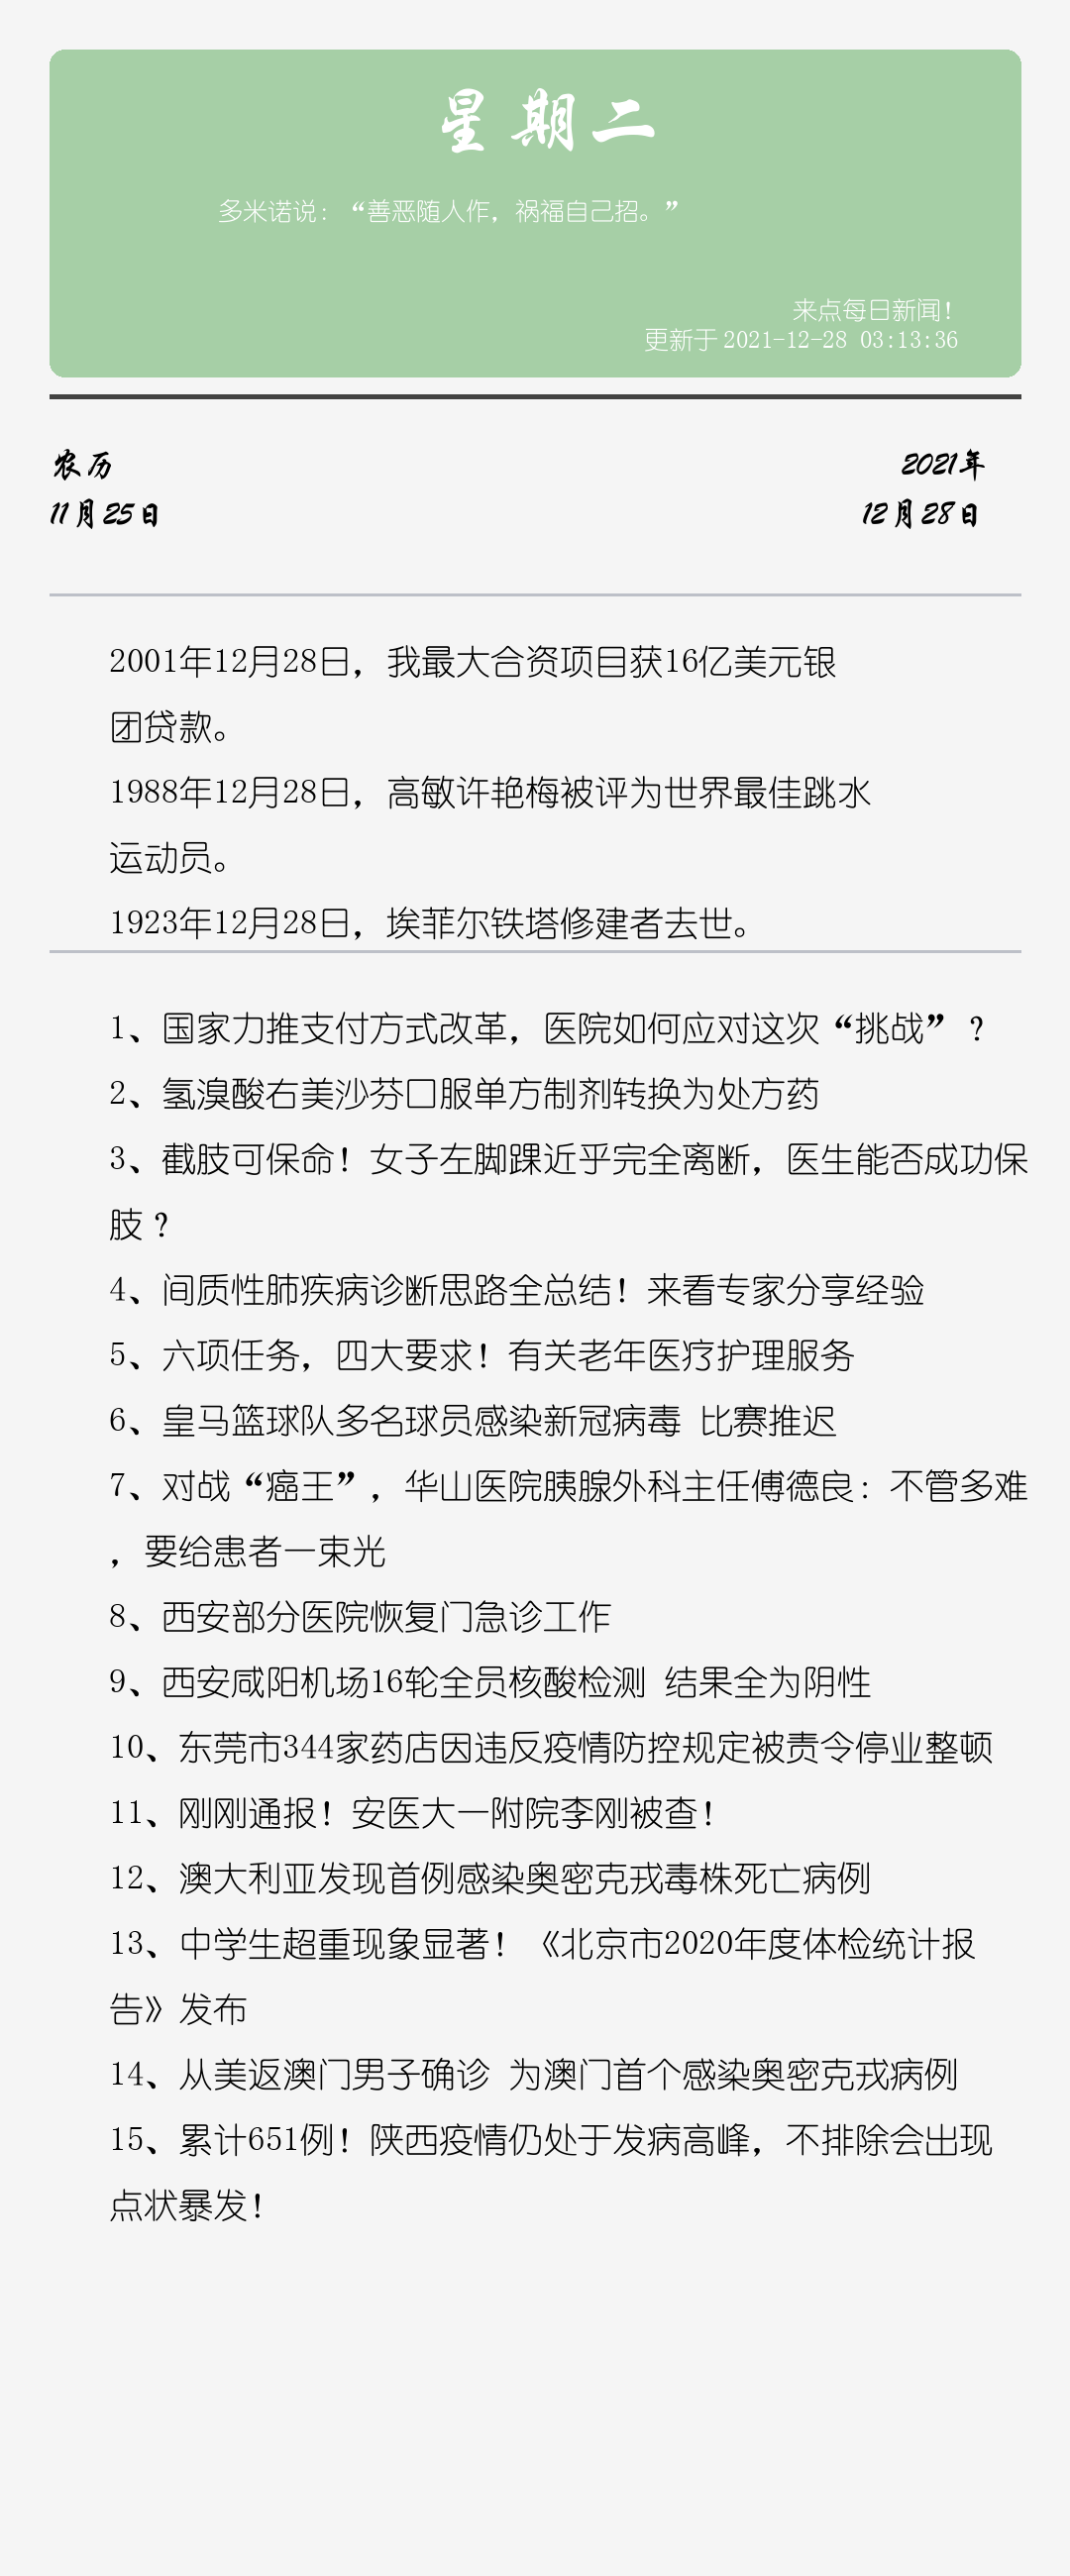 星期二
多米诺说：“善恶随人作，祸福自己招。”
来点每日新闻！
更新于 2021-12-28 03:13:36
农历
2021年
11月25日
12月28日
2001年12月28日，我最大合资项目获16亿美元银
团贷款。
1988年12月28日，高敏许艳梅被评为世界最佳跳水
运动员。
1923年12月28日，埃菲尔铁塔修建者去世。
1、国家力推支付方式改革，医院如何应对这次“挑战”？
2、氢溴酸右美沙芬口服单方制剂转换为处方药
3、截肢可保命！女子左脚踝近乎完全离断，医生能否成功保
肢？
4、间质性肺疾病诊断思路全总结！来看专家分享经验
5、六项任务，四大要求！有关老年医疗护理服务
6、皇马篮球队多名球员感染新冠病毒 比赛推迟
7、对战“癌王”，华山医院胰腺外科主任傅德良：不管多难
，要给患者一束光
8、西安部分医院恢复门急诊工作
9、西安咸阳机场16轮全员核酸检测 结果全为阴性
10、东莞市344家药店因违反疫情防控规定被责令停业整顿
11、刚刚通报！安医大一附院李刚被查！
12、澳大利亚发现首例感染奥密克戎毒株死亡病例
13、中学生超重现象显著！《北京市2020年度体检统计报
告》发布
14、从美返澳门男子确诊 为澳门首个感染奥密克戎病例
15、累计651例！陕西疫情仍处于发病高峰，不排除会出现
点状暴发！